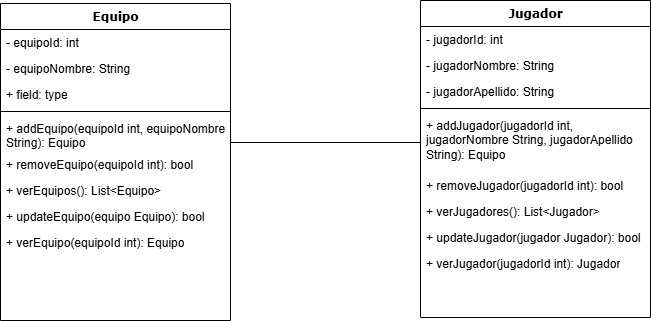 Equipo
- equipoId: int
- equipoNombre: String
+ field: type
+ addEquipo(equipoId int, equipoNombre
String): Equipo
+ removeEquipo(equipoId int): bool
+ verEquipos(): List<Equipo>
+ updateEquipo(equipo Equipo): bool
+ verEquipo(equipoId int): Equipo
Jugador
- jugadorId: int
- jugadorNombre: String
- jugadorApellido: String
+ addJugador(jugadorId int,
jugadorNombre String, jugadorApellido
String): Equipo
+ removeJugador(jugadorId int): bool
+ verJugadores(): List<Jugador>
+ updateJugador(jugador Jugador): bool
+ verJugador(jugadorId int): Jugador